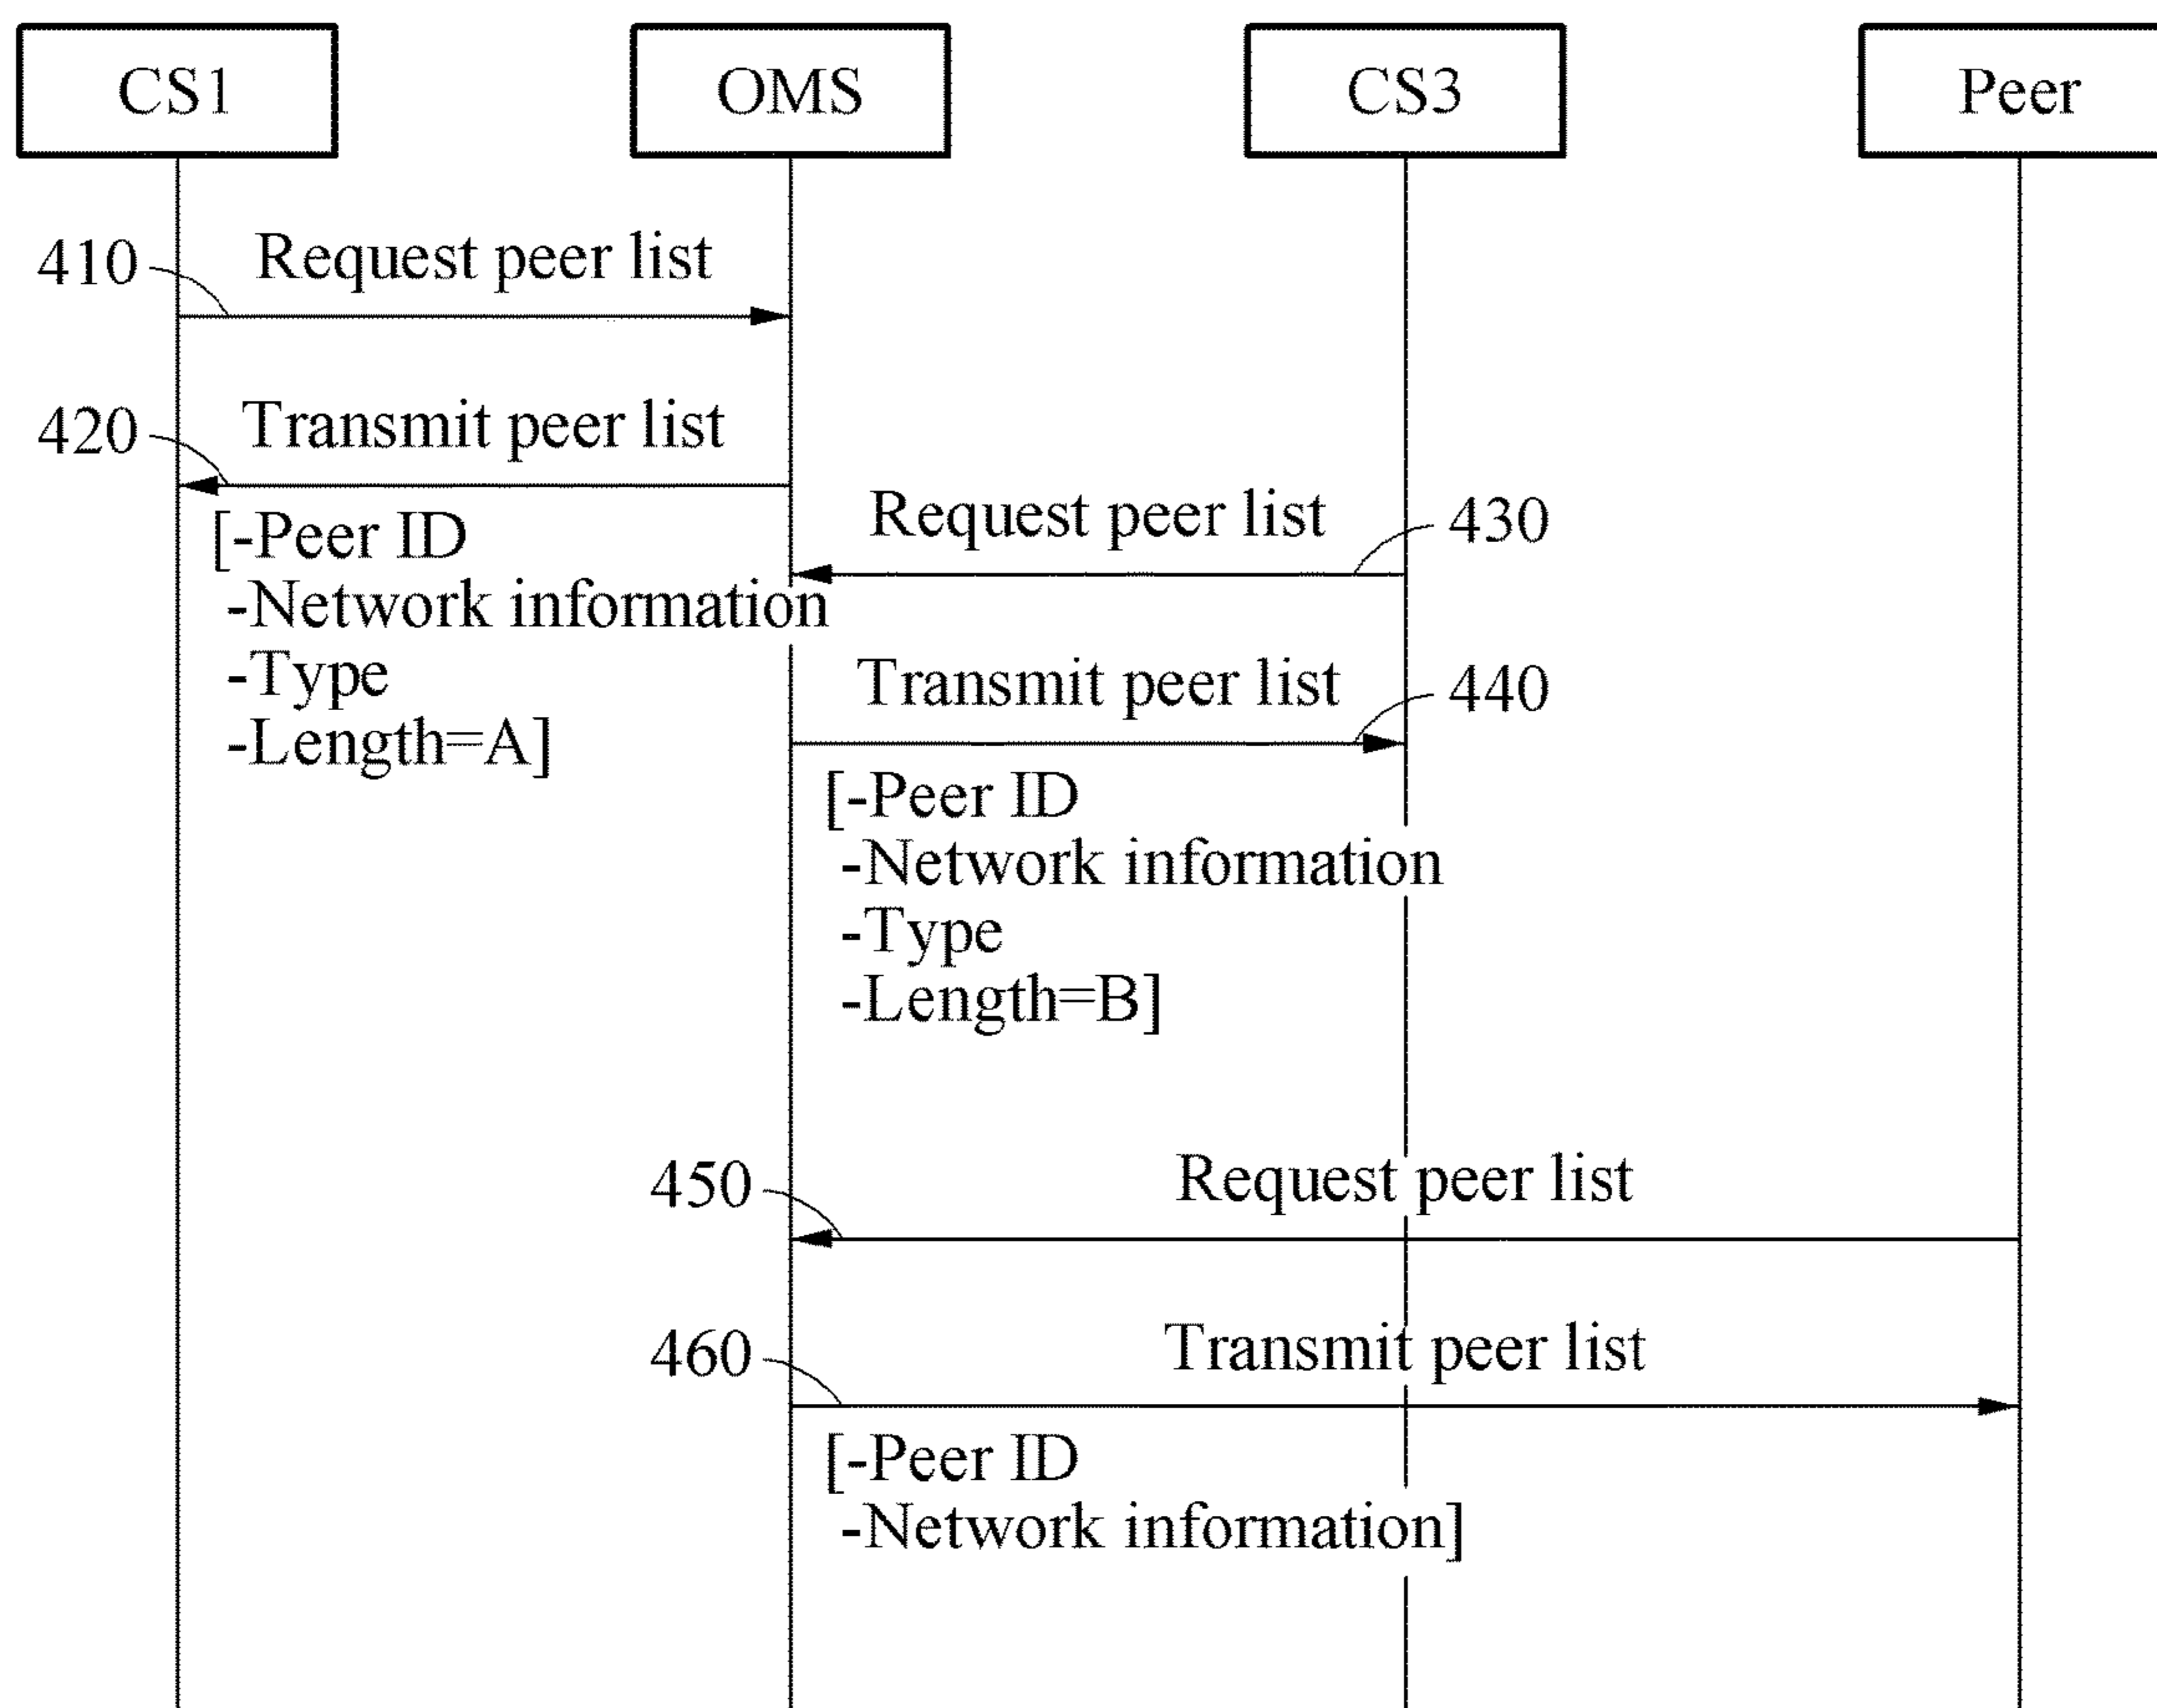 CS1
OMS
CS3
Peer
410
Request peer list
420
Transmit peer list
[-Peer ID
-Network information
-Type
-Length=A]
Request peer list
430
Transmit peer list
440
[-Peer ID
-Network information
-Type
-Length=B]
450
Request peer list
460
Transmit peer list
[-Peer ID
-Network information]